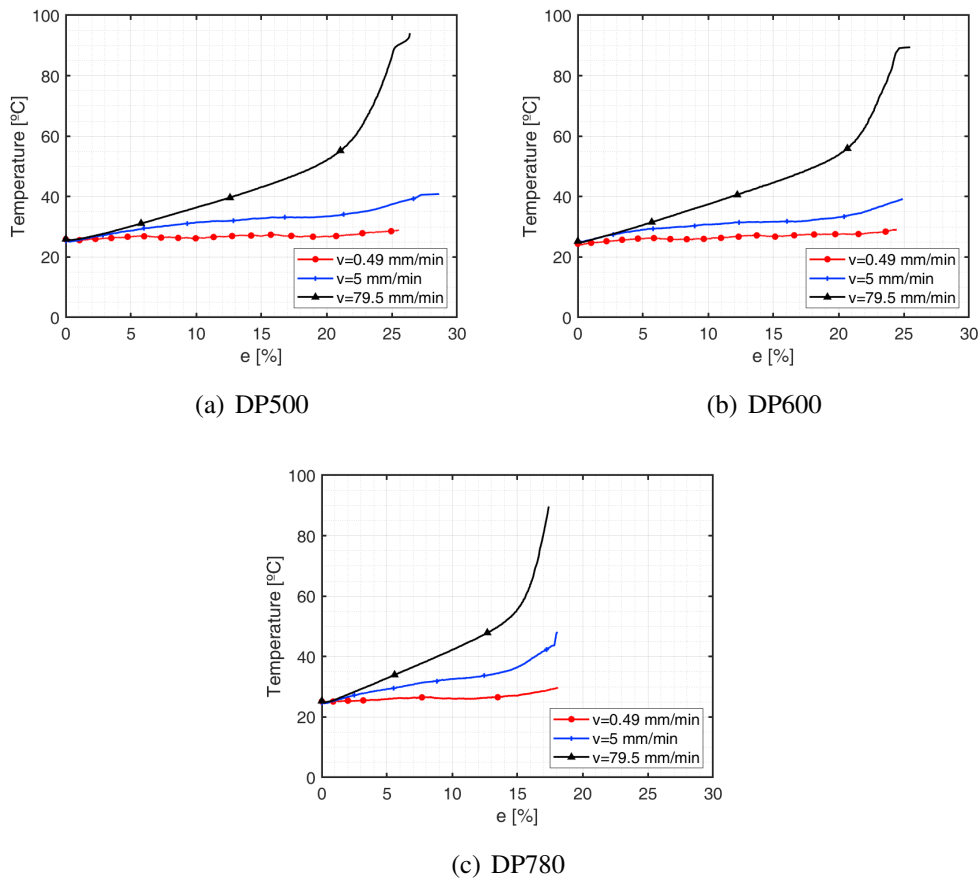 100
80
60
40
20
0
Temperature [ºC]
0 5 10 15 20 25 30
e [%]
v=0.49 mm/min
v=5 mm/min
v=79.5 mm/min
(a) DP500
100
80
60
40
20
0
Temperature [ºC]
0 5 10 15 20 25 30
e [%]
v=0.49 mm/min
v=5 mm/min
v=79.5 mm/min
(b) DP600
100
80
60
40
20
0
Temperature [ºC]
0 5 10 15 20 25 30
e [%]
v=0.49 mm/min
v=5 mm/min
v=79.5 mm/min
(c) DP780